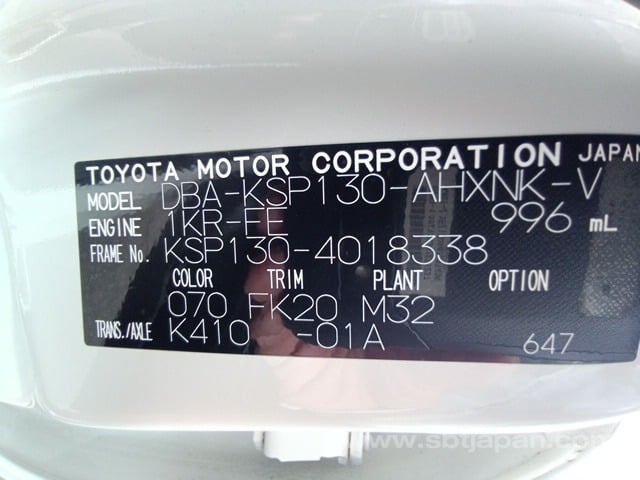 TOYOTA MOTOR CORPORATION JAPAN
MODEL DBA-KSP130-AHXNK-V
ENGINE 1KR-FE 996 mL
FRAME No. KSP130-4018338
COLOR TRIM PLANT OPTION
070 FK20 M32
TRANS./AXLE K410 -01A 647
www.sbtjapan.com